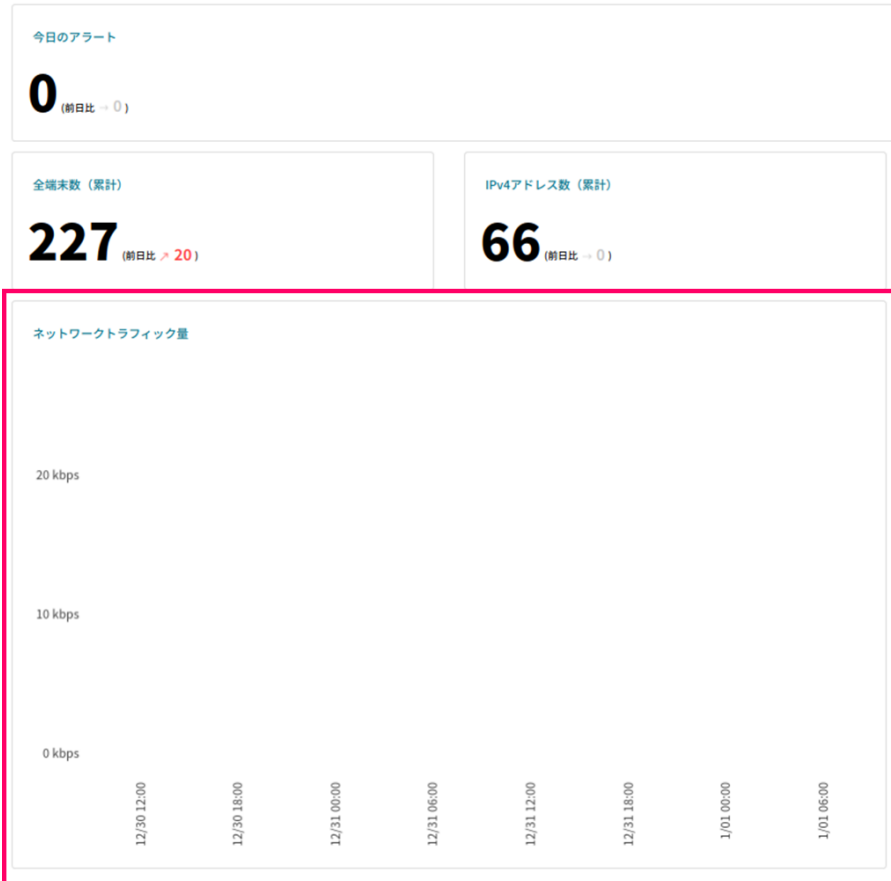 今日のアラート
0 (前日比 → 0 )
全端末数（累計）
227 (前日比 ↗ 20 )
IPv4アドレス数（累計）
66 (前日比 → 0 )
ネットワークトラフィック量
20 kbps
10 kbps
0 kbps
12/30 12:00
12/30 18:00
12/31 00:00
12/31 06:00
12/31 12:00
12/31 18:00
1/01 00:00
1/01 06:00